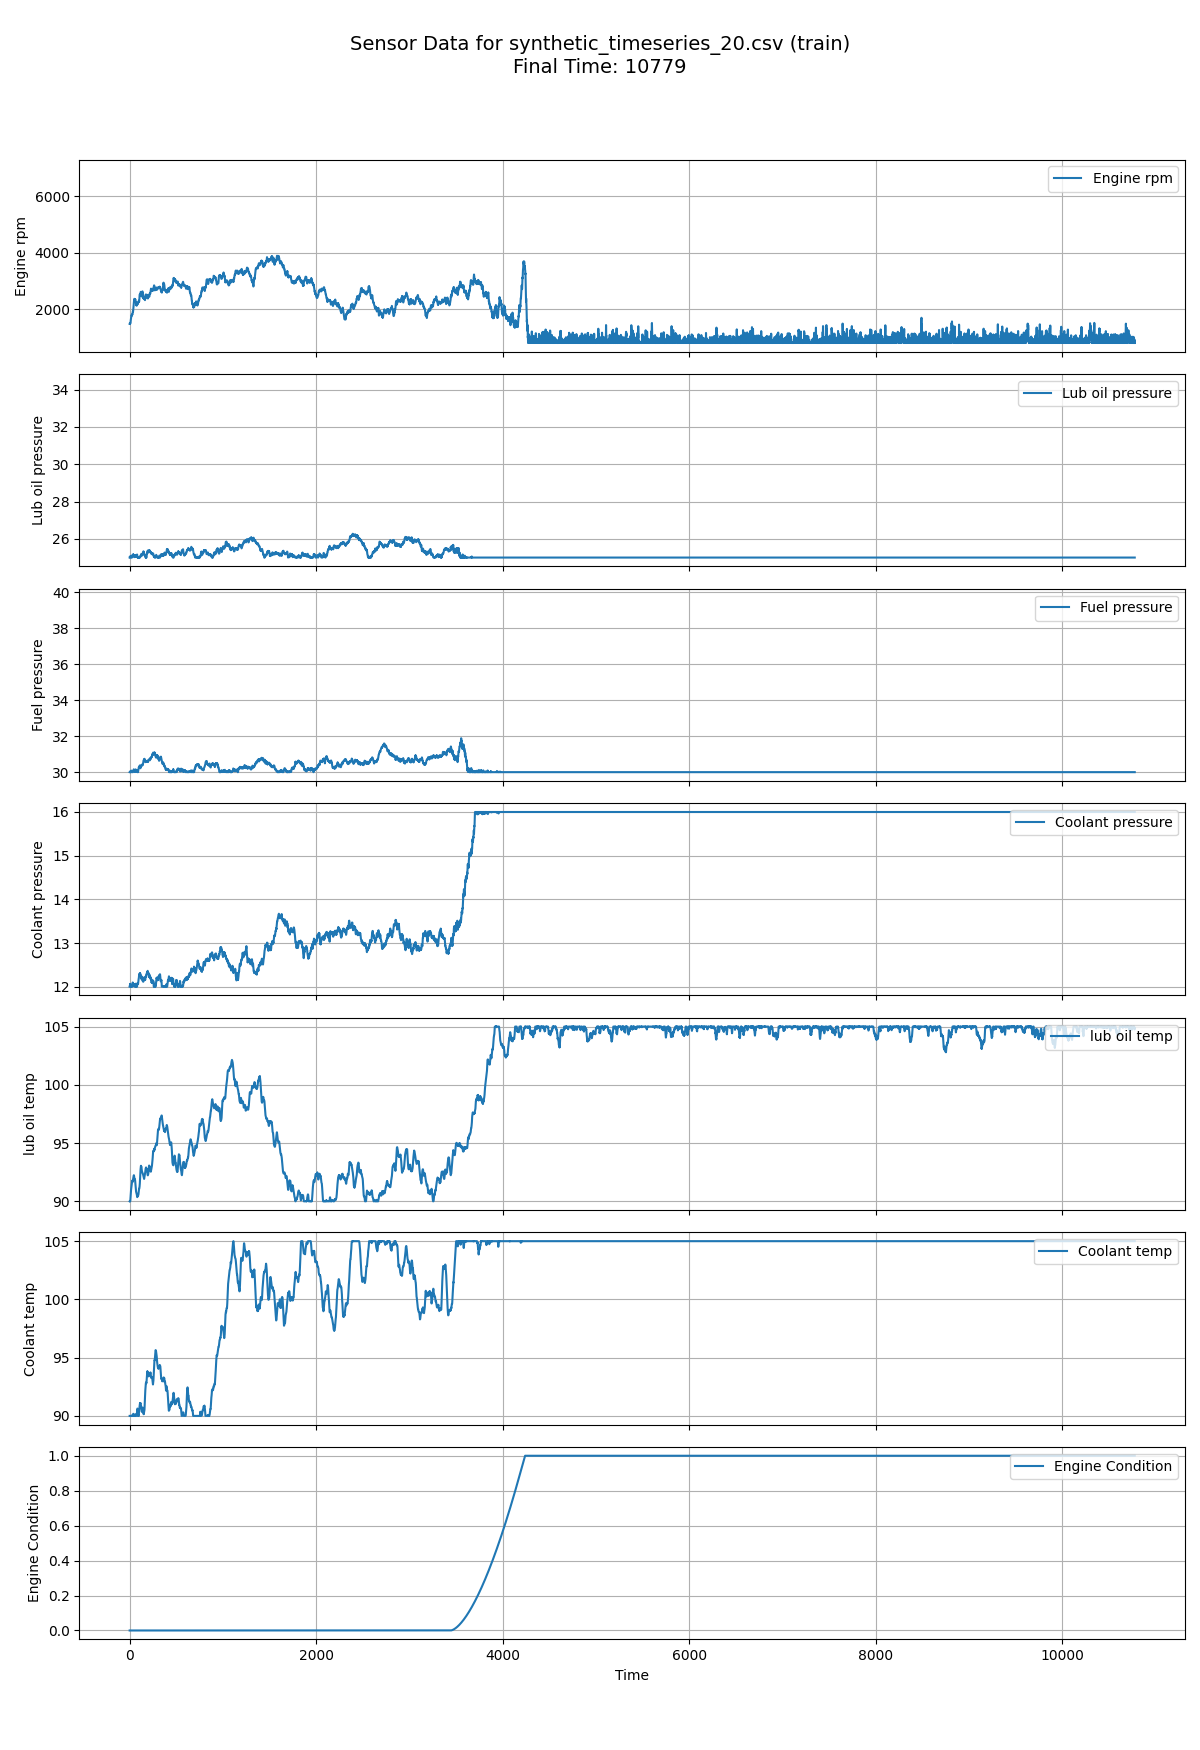 Sensor Data for synthetic_timeseries_20.csv (train)
Final Time: 10779
Engine rpm
6000
4000
2000
Engine rpm
Lub oil pressure
34
32
30
28
26
Lub oil pressure
Fuel pressure
40
38
36
34
32
30
Fuel pressure
Coolant pressure
16
15
14
13
12
Coolant pressure
lub oil temp
105
100
95
90
lub oil temp
Coolant temp
105
100
95
90
Coolant temp
Engine Condition
1.0
0.8
0.6
0.4
0.2
0.0
Engine Condition
0 2000 4000 6000 8000 10000
Time